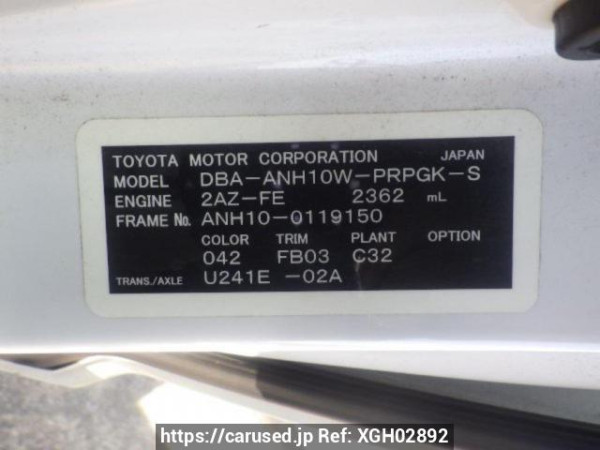 TOYOTA MOTOR CORPORATION JAPAN
MODEL DBA-ANH10W-PRPGK-S
ENGINE 2AZ-FE 2362 mL
FRAME No. ANH10-0119150
COLOR TRIM PLANT OPTION
042 FB03 C32
TRANS./AXLE U241E -02A
https://carused.jp Ref: XGH02892